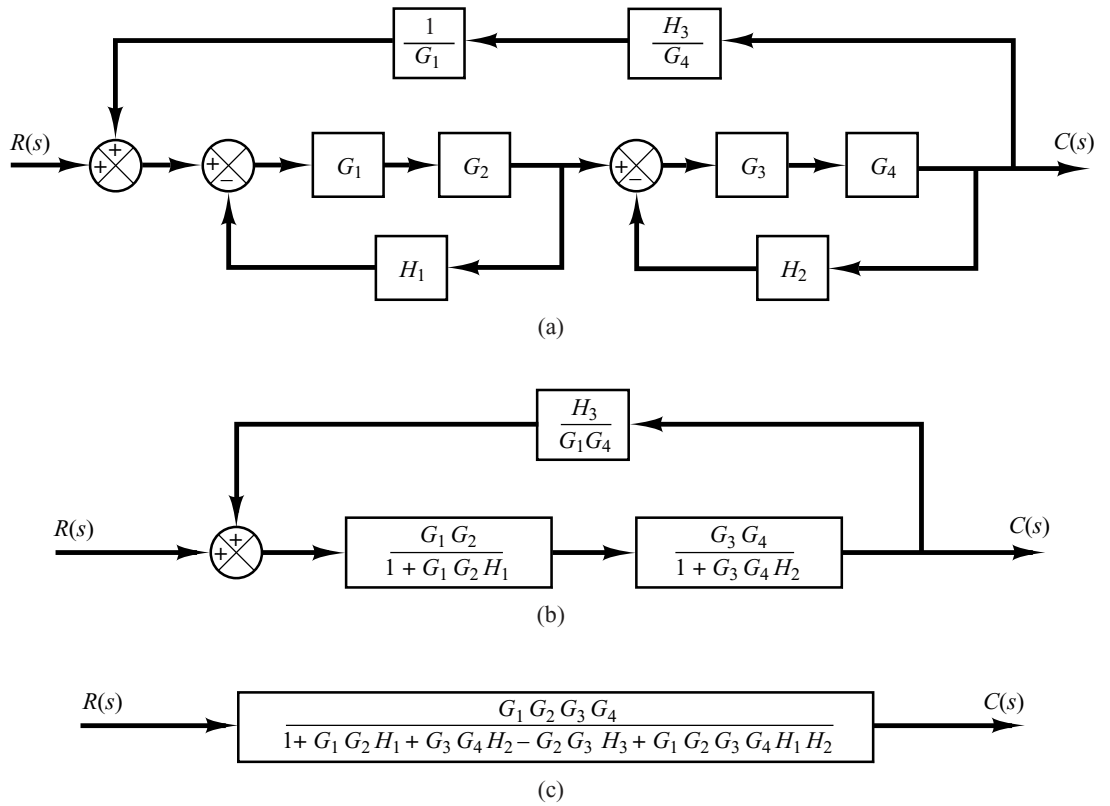 1/G₁ H₃/G₄
R(s) + + + − G₁ G₂ + − G₃ G₄ C(s)
H₁ H₂
(a)
H₃/G₁G₄
R(s) + + G₁ G₂/1 + G₁ G₂ H₁ G₃ G₄/1 + G₃ G₄ H₂ C(s)
(b)
R(s) G₁ G₂ G₃ G₄/1+ G₁ G₂ H₁ + G₃ G₄ H₂ – G₂ G₃ H₃ + G₁ G₂ G₃ G₄ H₁ H₂ C(s)
(c)